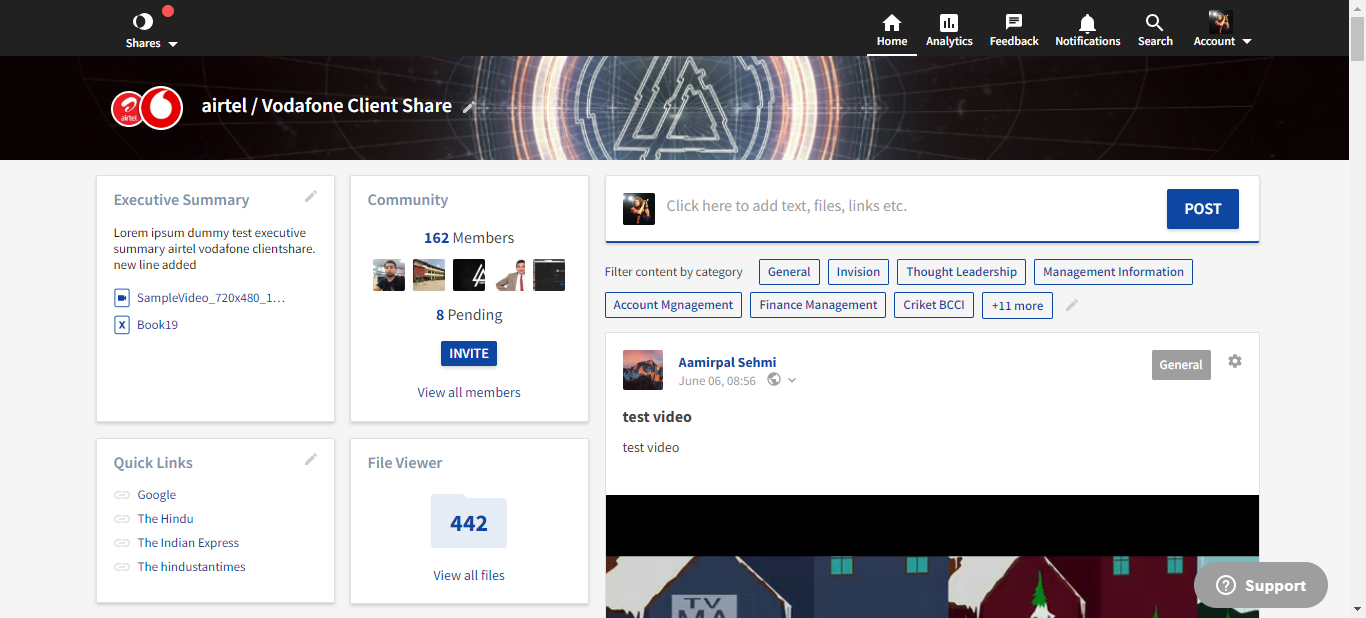 Shares
Home
Analytics
Feedback
Notifications
Search
Account
airtel
airtel / Vodafone Client Share
Executive Summary
Lorem ipsum dummy test executive
summary airtel vodafone clientshare.
new line added
SampleVideo_720x480_1…
X Book19
Community
162 Members
8 Pending
INVITE
View all members
Quick Links
Google
The Hindu
The Indian Express
The hindustantimes
File Viewer
442
View all files
Click here to add text, files, links etc.
POST
Filter content by category General Invision Thought Leadership Management Information
Account Mgnagement Finance Management Criket BCCI +11 more
Aamirpal Sehmi
June 06, 08:56
General
test video
test video
TV
MA
? Support